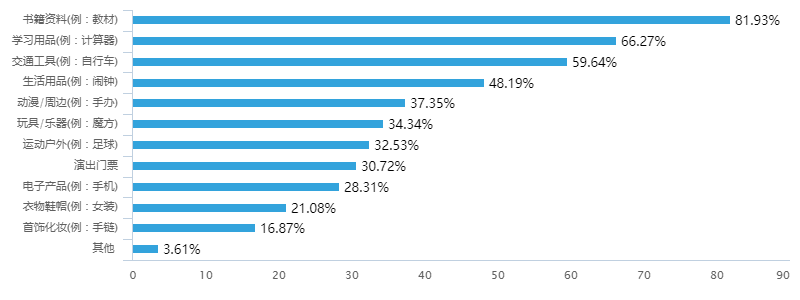 书籍资料(例：教材) 81.93%
学习用品(例：计算器) 66.27%
交通工具(例：自行车) 59.64%
生活用品(例：闹钟) 48.19%
动漫/周边(例：手办) 37.35%
玩具/乐器(例：魔方) 34.34%
运动户外(例：足球) 32.53%
演出门票 30.72%
电子产品(例：手机) 28.31%
衣物鞋帽(例：女装) 21.08%
首饰化妆(例：手链) 16.87%
其他 3.61%
0 10 20 30 40 50 60 70 80 90